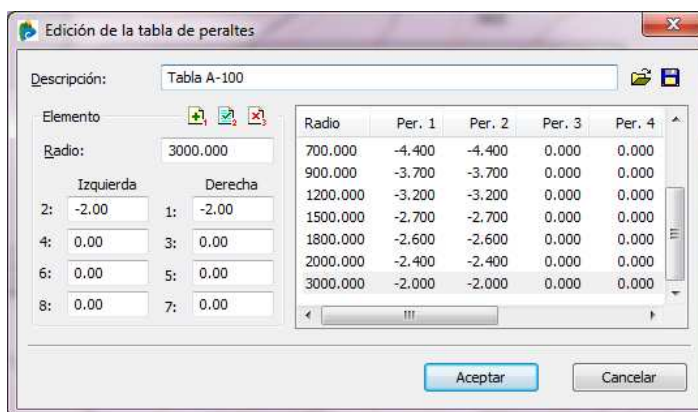 Edición de la tabla de peraltes
Descripción: Tabla A-100
Elemento
Radio: 3000.000
Izquierda Derecha
2: -2.00 1: -2.00
4: 0.00 3: 0.00
6: 0.00 5: 0.00
8: 0.00 7: 0.00
Radio Per. 1 Per. 2 Per. 3 Per. 4
700.000 -4.400 -4.400 0.000 0.000
900.000 -3.700 -3.700 0.000 0.000
1200.000 -3.200 -3.200 0.000 0.000
1500.000 -2.700 -2.700 0.000 0.000
1800.000 -2.600 -2.600 0.000 0.000
2000.000 -2.400 -2.400 0.000 0.000
3000.000 -2.000 -2.000 0.000 0.000
Aceptar Cancelar